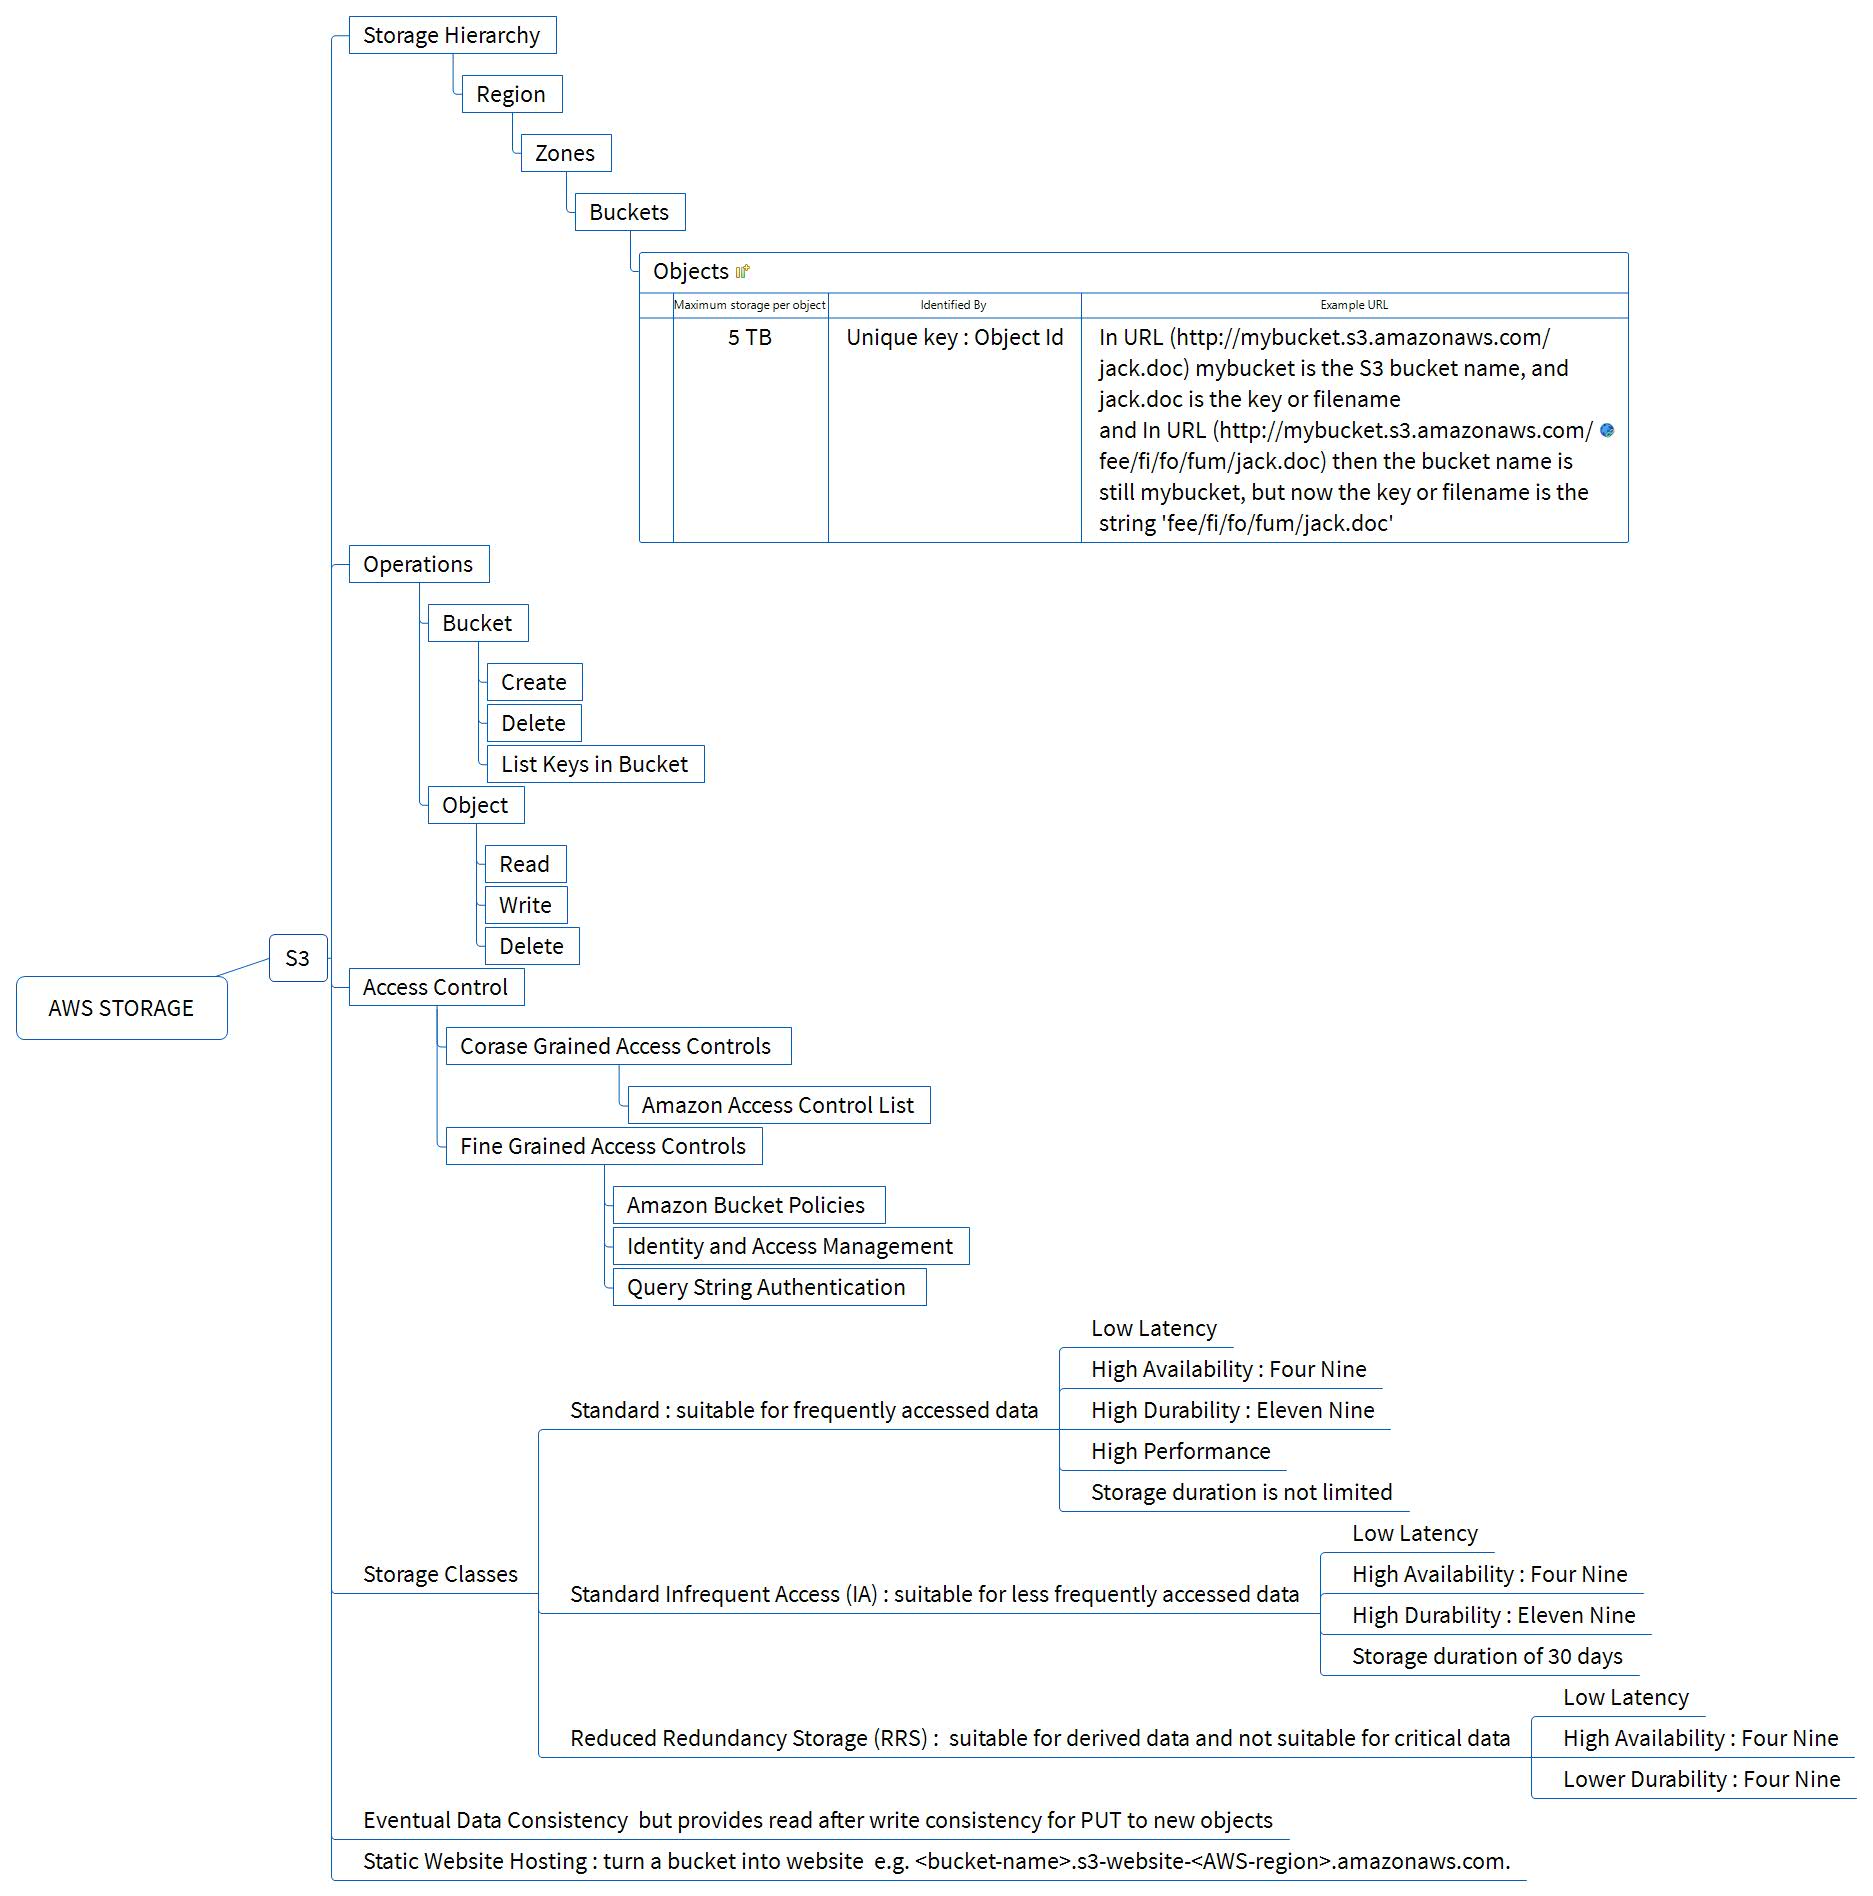 Storage Hierarchy
Region
Zones
Buckets
Objects
Maximum storage per object
Identified By
Example URL
5 TB
Unique key : Object Id
In URL (http://mybucket.s3.amazonaws.com/
jack.doc) mybucket is the S3 bucket name, and
jack.doc is the key or filename
and In URL (http://mybucket.s3.amazonaws.com/
fee/fi/fo/fum/jack.doc) then the bucket name is
still mybucket, but now the key or filename is the
string 'fee/fi/fo/fum/jack.doc'
Operations
Bucket
Create
Delete
List Keys in Bucket
Object
Read
Write
Delete
S3
AWS STORAGE
Access Control
Corase Grained Access Controls
Amazon Access Control List
Fine Grained Access Controls
Amazon Bucket Policies
Identity and Access Management
Query String Authentication
Storage Classes
Standard : suitable for frequently accessed data
Low Latency
High Availability : Four Nine
High Durability : Eleven Nine
High Performance
Storage duration is not limited
Standard Infrequent Access (IA) : suitable for less frequently accessed data
Low Latency
High Availability : Four Nine
High Durability : Eleven Nine
Storage duration of 30 days
Reduced Redundancy Storage (RRS) :  suitable for derived data and not suitable for critical data
Low Latency
High Availability : Four Nine
Lower Durability : Four Nine
Eventual Data Consistency  but provides read after write consistency for PUT to new objects
Static Website Hosting : turn a bucket into website  e.g. <bucket-name>.s3-website-<AWS-region>.amazonaws.com.